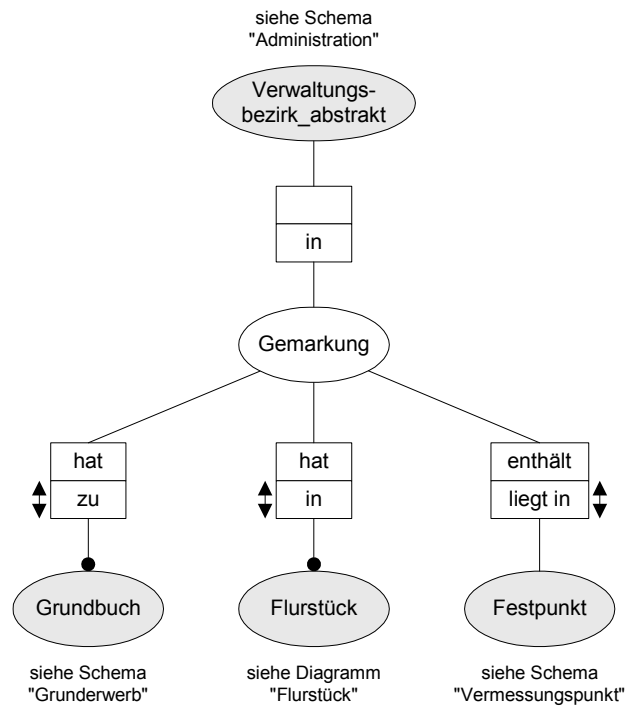 siehe Schema
"Administration"
Verwaltungs-
bezirk_abstrakt
in
Gemarkung
hat
zu
hat
in
enthält
liegt in
Grundbuch
Flurstück
Festpunkt
siehe Schema
"Grunderwerb"
siehe Diagramm
"Flurstück"
siehe Schema
"Vermessungspunkt"